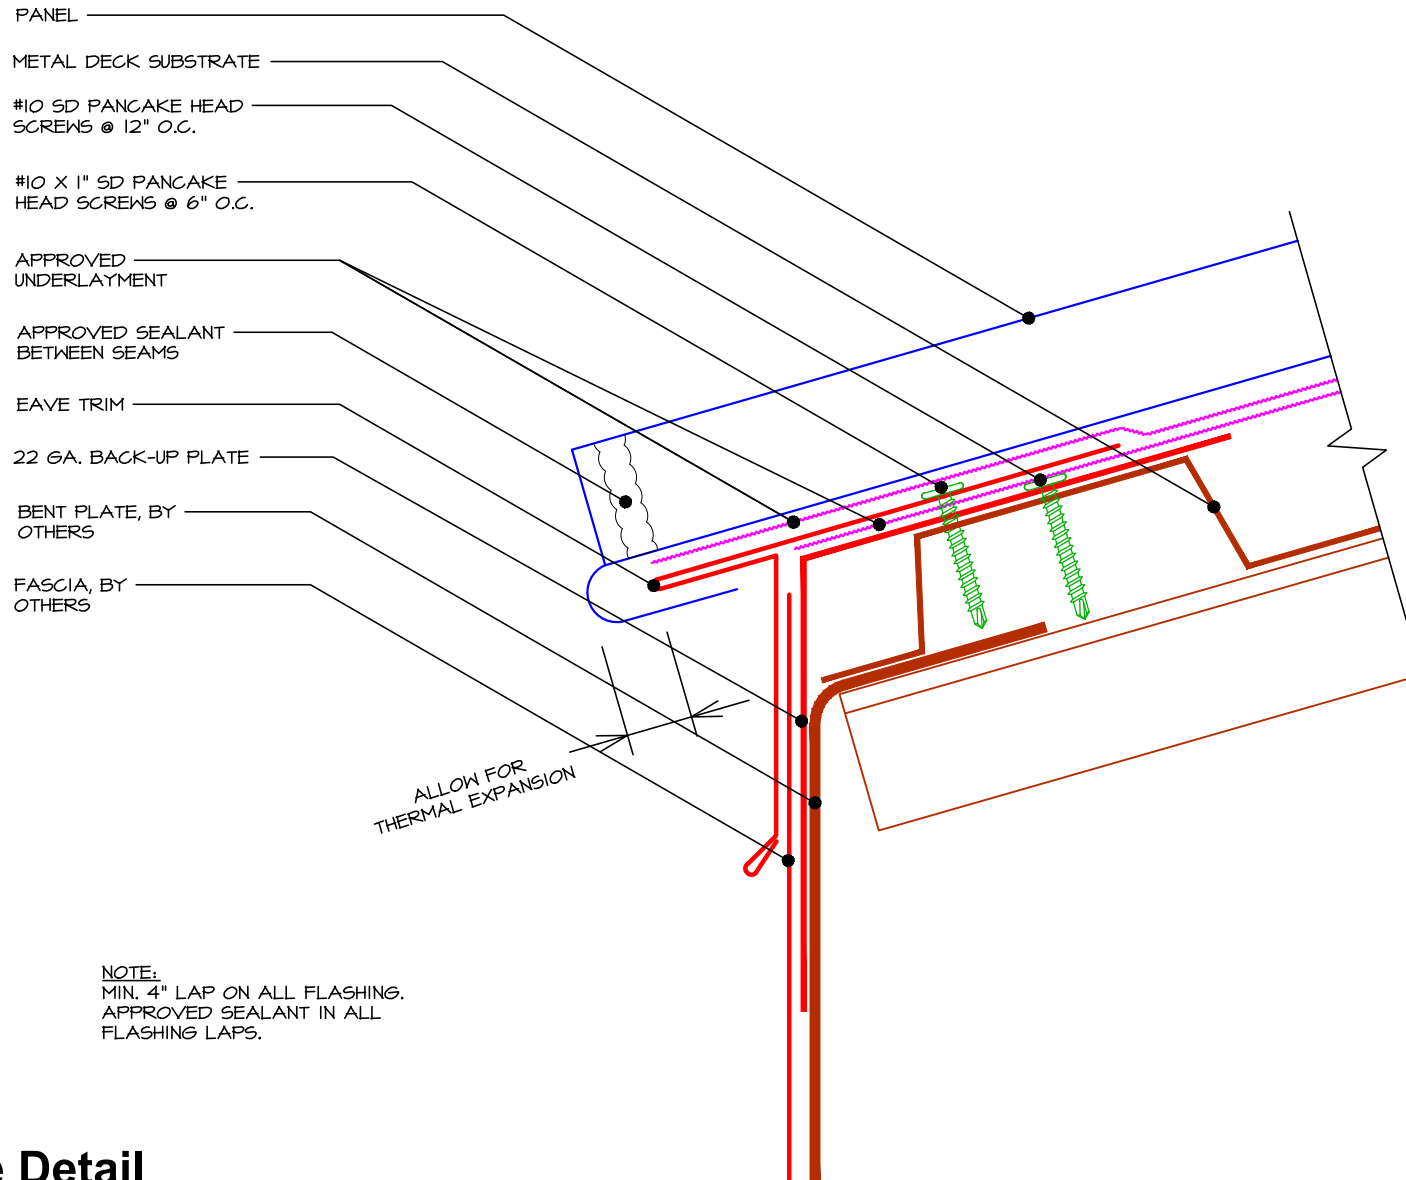 PANEL
METAL DECK SUBSTRATE
#10 SD PANCAKE HEAD
SCREWS @ 12" O.C.
#10 X 1" SD PANCAKE
HEAD SCREWS @ 6" O.C.
APPROVED
UNDERLAYMENT
APPROVED SEALANT
BETWEEN SEAMS
EAVE TRIM
22 GA. BACK-UP PLATE
BENT PLATE, BY
OTHERS
FASCIA, BY
OTHERS
ALLOW FOR
THERMAL EXPANSION
NOTE:
MIN. 4" LAP ON ALL FLASHING.
APPROVED SEALANT IN ALL
FLASHING LAPS.
Detail